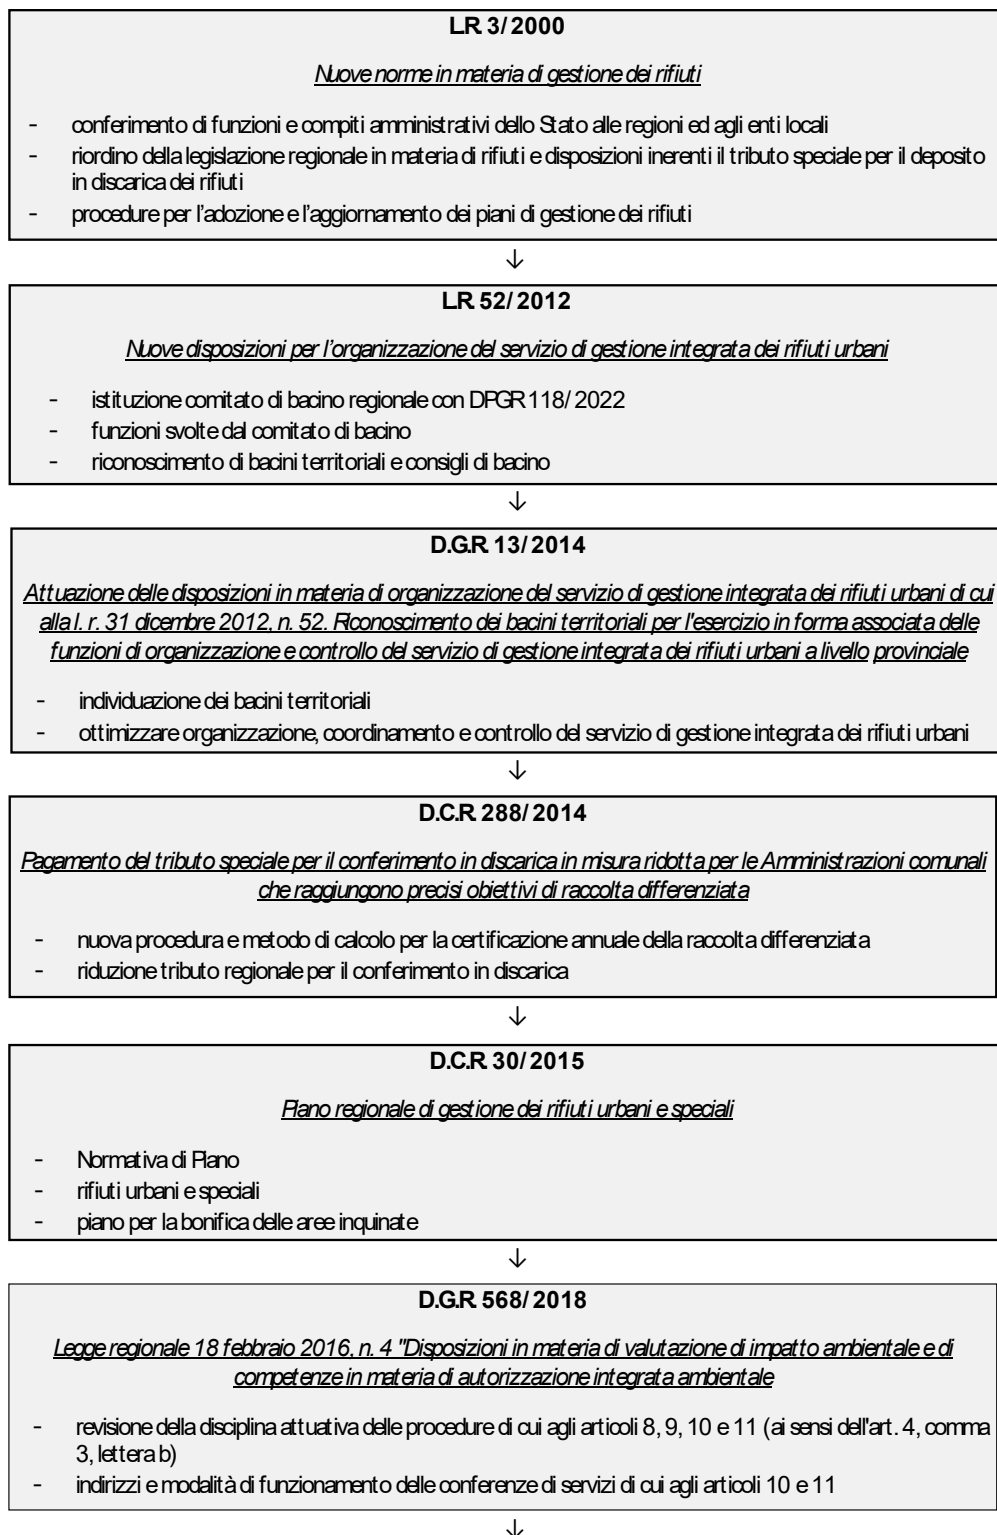 L.R. 3/2000
Nuove norme in materia di gestione dei rifiuti
- conferimento di funzioni e compiti amministrativi dello Stato alle regioni ed agli enti locali
- riordino della legislazione regionale in materia di rifiuti e disposizioni inerenti il tributo speciale per il deposito
in discarica dei rifiuti
- procedure per l'adozione e l'aggiornamento dei piani di gestione dei rifiuti
↓
L.R. 52/2012
Nuove disposizioni per l'organizzazione del servizio di gestione integrata dei rifiuti urbani
- istituzione comitato di bacino regionale con DPGR 118/2022
- funzioni svolte dal comitato di bacino
- riconoscimento di bacini territoriali e consigli di bacino
↓
D.G.R. 13/2014
Attuazione delle disposizioni in materia di organizzazione del servizio di gestione integrata dei rifiuti urbani di cui
alla l. r. 31 dicembre 2012, n. 52. Riconoscimento dei bacini territoriali per l'esercizio in forma associata delle
funzioni di organizzazione e controllo del servizio di gestione integrata dei rifiuti urbani a livello provinciale
- individuazione dei bacini territoriali
- ottimizzare organizzazione, coordinamento e controllo del servizio di gestione integrata dei rifiuti urbani
↓
D.C.R. 288/2014
Pagamento del tributo speciale per il conferimento in discarica in misura ridotta per le Amministrazioni comunali
che raggiungono precisi obiettivi di raccolta differenziata
- nuova procedura e metodo di calcolo per la certificazione annuale della raccolta differenziata
- riduzione tributo regionale per il conferimento in discarica
↓
D.C.R. 30/2015
Piano regionale di gestione dei rifiuti urbani e speciali
- Normativa di Piano
- rifiuti urbani e speciali
- piano per la bonifica delle aree inquinate
↓
D.G.R. 568/2018
Legge regionale 18 febbraio 2016, n. 4 "Disposizioni in materia di valutazione di impatto ambientale e di
competenze in materia di autorizzazione integrata ambientale
- revisione della disciplina attuativa delle procedure di cui agli articoli 8, 9, 10 e 11 (ai sensi dell'art. 4, comma
3, lettera b)
- indirizzi e modalità di funzionamento delle conferenze di servizi di cui agli articoli 10 e 11
↓